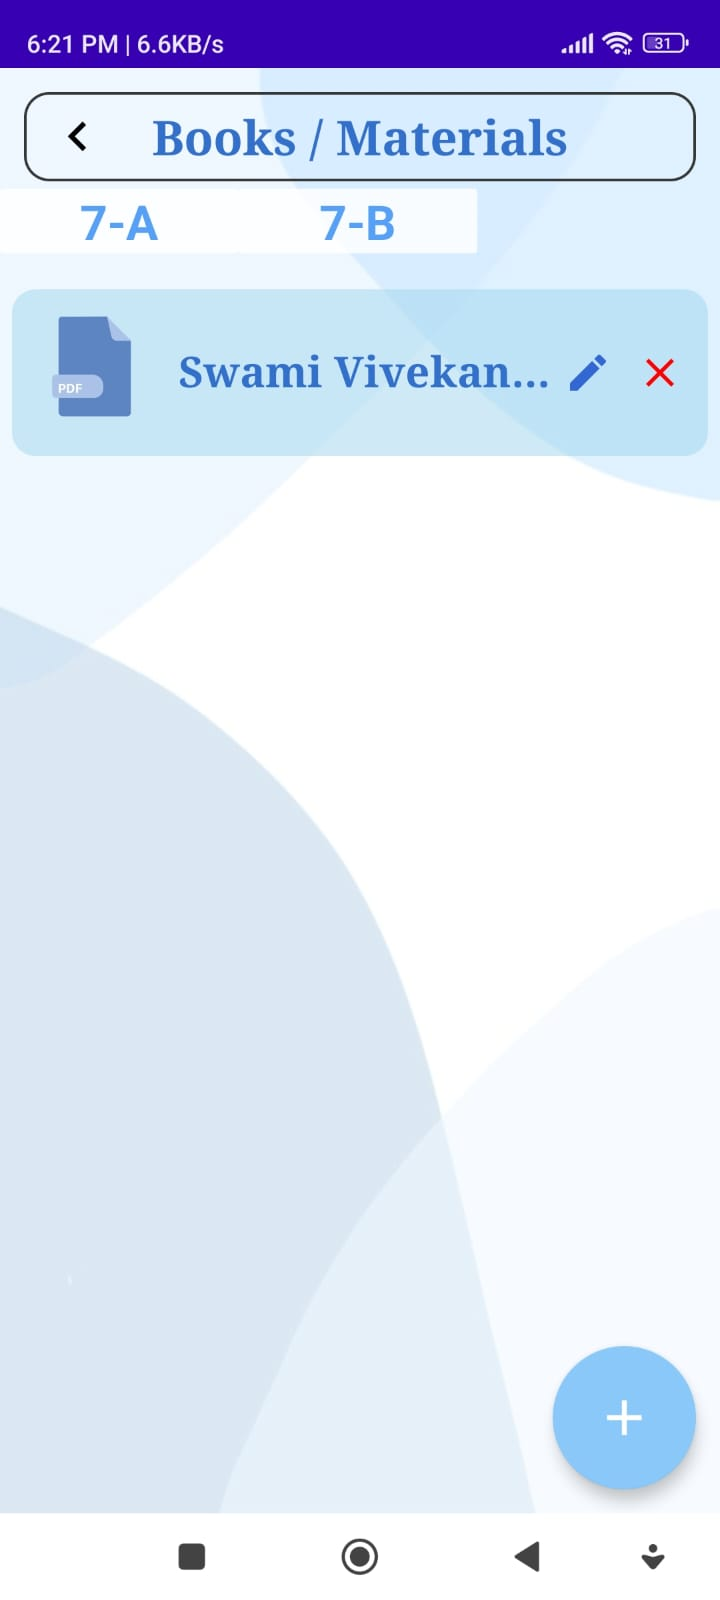 6:21 PM | 6.6KB/s 31
Books / Materials
7-A 7-B
PDF Swami Vivekan...